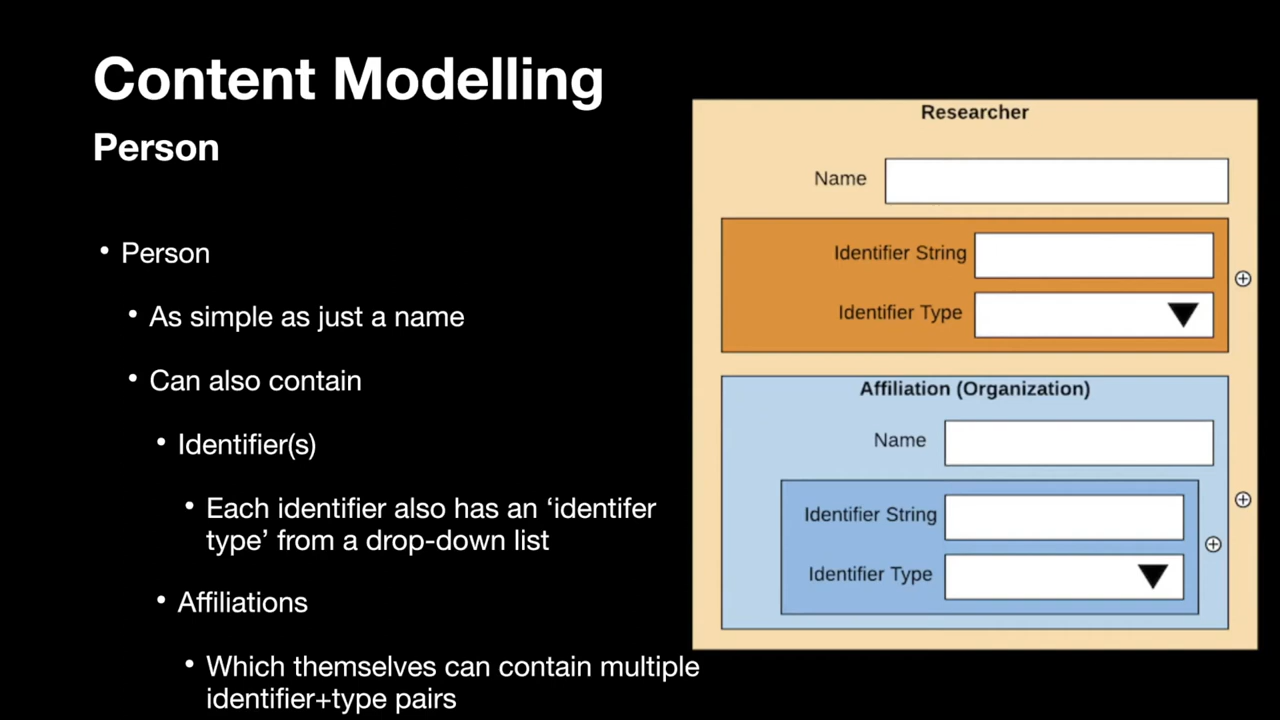 Content Modelling
Person
• Person
• As simple as just a name
• Can also contain
• Identifier(s)
• Each identifier also has an ‘identifer
type’ from a drop-down list
• Affiliations
• Which themselves can contain multiple
identifier+type pairs
Researcher
Name
Identifier String
Identifier Type
Affiliation (Organization)
Name
Identifier String
Identifier Type